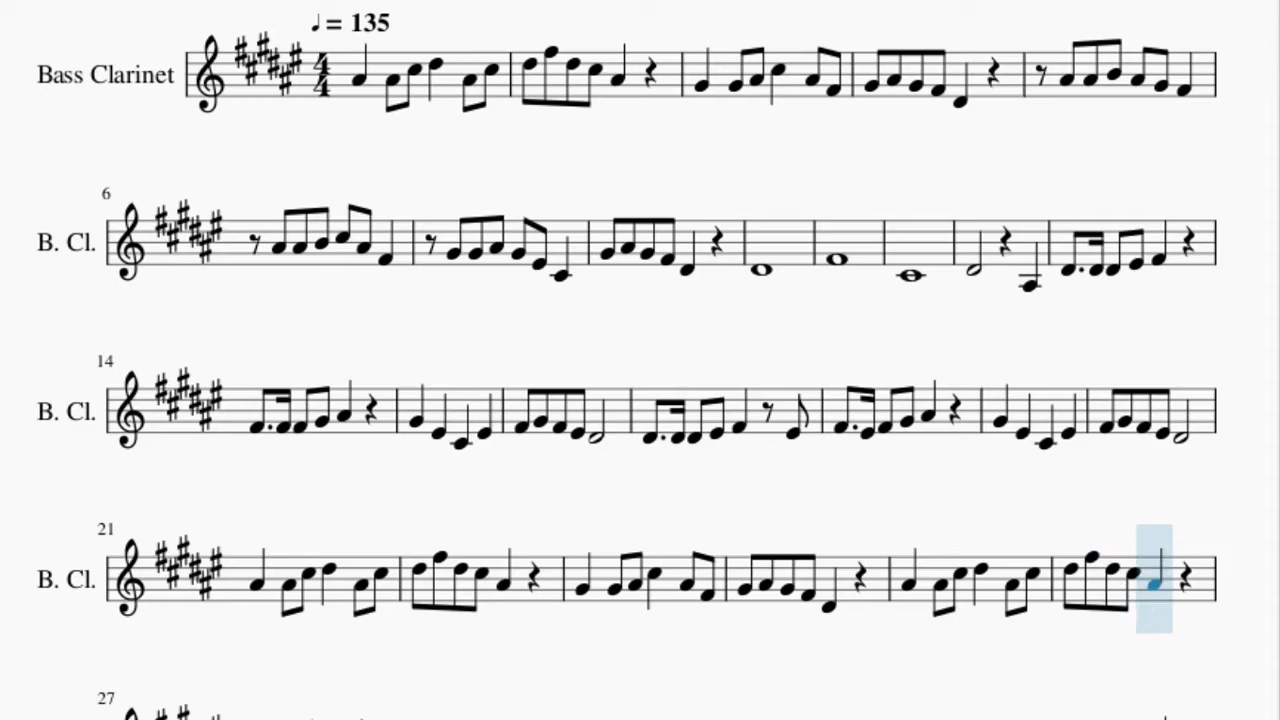 ♩ = 135
Bass Clarinet
4
4
6
B. Cl.
14
B. Cl.
21
B. Cl.
27